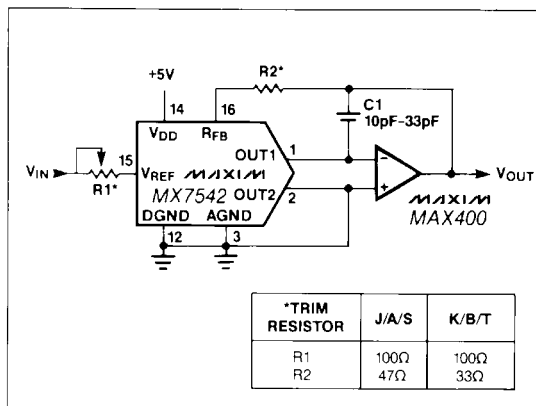 +5V
R2*
14
16
C1
10pF-33pF
VDD
RFB
1
OUT1
−
VIN
15
VREF
MAXIM
R1*
MX7542
OUT2
2
+
VOUT
MAXIM
MAX400
DGND
AGND
12
3
*TRIM RESISTOR J/A/S K/B/T
R1 100Ω 100Ω
R2 47Ω 33Ω